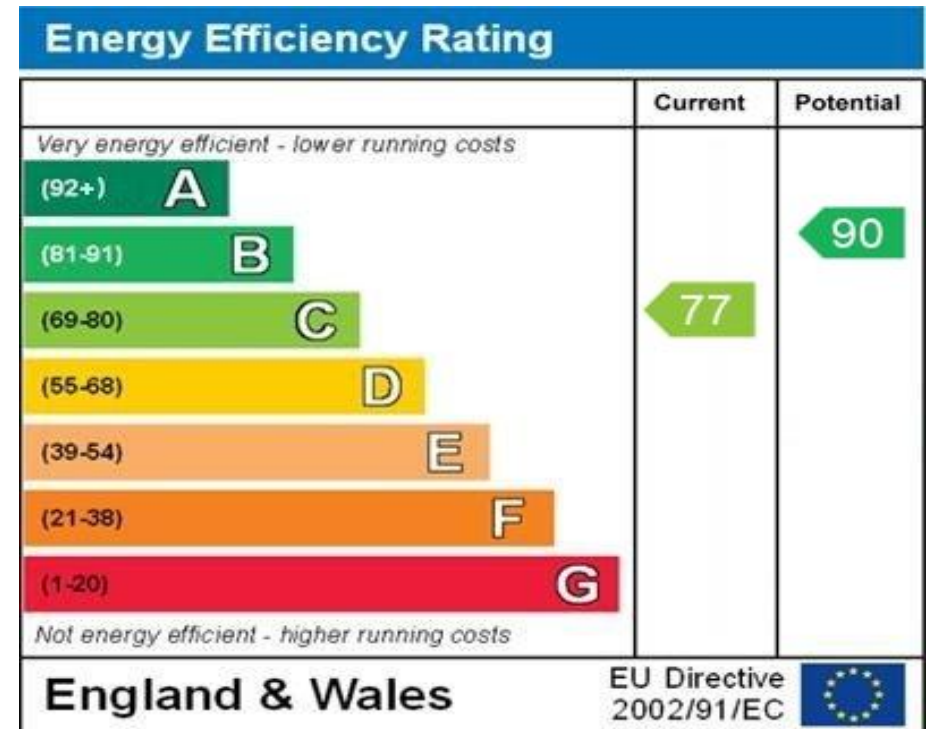 Energy Efficiency Rating
Current Potential
Very energy efficient - lower running costs
(92+) A
(81-91) B
90
(69-80) C
77
(55-68) D
(39-54) E
(21-38) F
(1-20) G
Not energy efficient - higher running costs
England & Wales
EU Directive
2002/91/EC